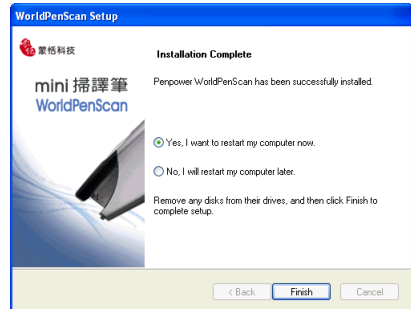 WorldPenScan Setup
蒙恬科技
mini 掃譯筆
WorldPenScan
Installation Complete
Penpower WorldPenScan has been successfully installed.
Yes, I want to restart my computer now.
No, I will restart my computer later.
Remove any disks from their drives, and then click Finish to
complete setup.
< Back
Finish
Cancel